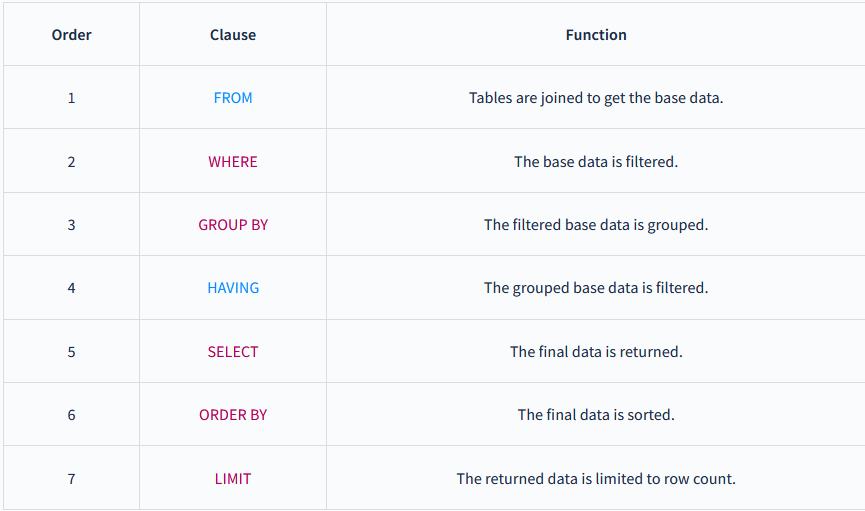 Order Clause Function
1 FROM Tables are joined to get the base data.
2 WHERE The base data is filtered.
3 GROUP BY The filtered base data is grouped.
4 HAVING The grouped base data is filtered.
5 SELECT The final data is returned.
6 ORDER BY The final data is sorted.
7 LIMIT The returned data is limited to row count.